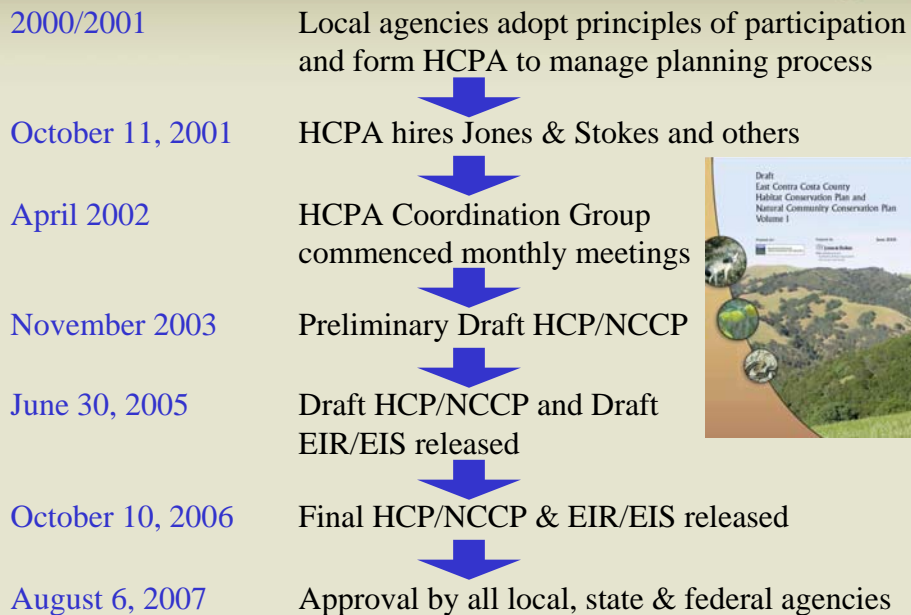 2000/2001 Local agencies adopt principles of participation
and form HCPA to manage planning process
October 11, 2001 HCPA hires Jones & Stokes and others
April 2002 HCPA Coordination Group
commenced monthly meetings
November 2003 Preliminary Draft HCP/NCCP
June 30, 2005 Draft HCP/NCCP and Draft
EIR/EIS released
October 10, 2006 Final HCP/NCCP & EIR/EIS released
August 6, 2007 Approval by all local, state & federal agencies
Draft
East Contra Costa County
Habitat Conservation Plan and
Natural Community Conservation Plan
Volume I
June 2005